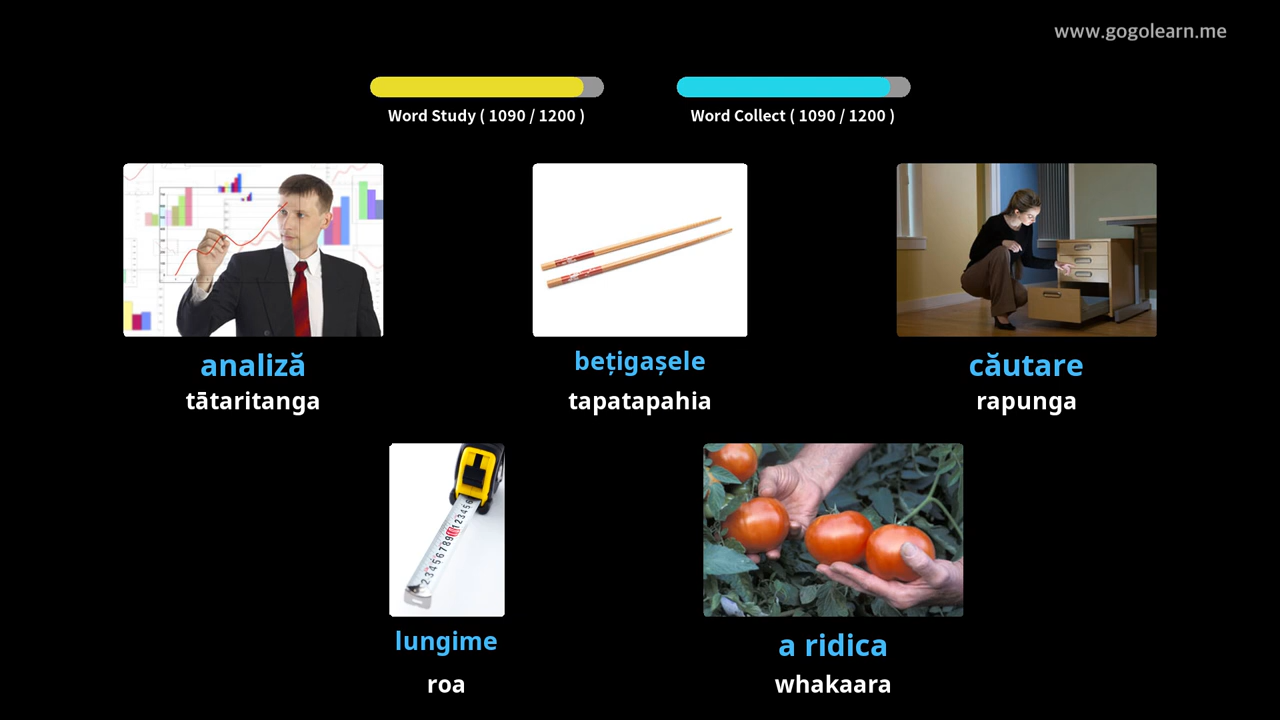 www.gogolearn.me
Word Study ( 1090 / 1200 )
Word Collect ( 1090 / 1200 )
analiză
tătaritanga
bețigașele
tapatapahia
căutare
rapunga
lungime
roa
a ridica
whakaara